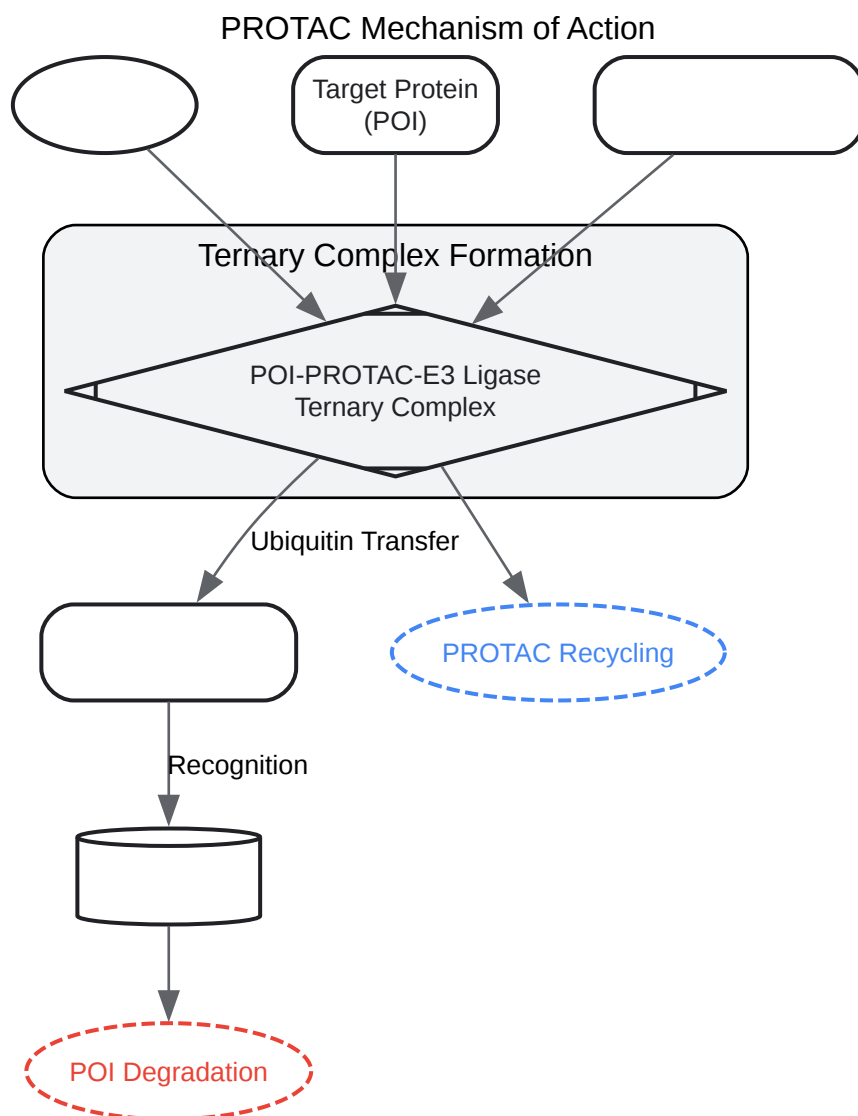 PROTAC Mechanism of Action
Target Protein
(POI)
Ternary Complex Formation
POI-PROTAC-E3 Ligase
Ternary Complex
Ubiquitin Transfer
PROTAC Recycling
Recognition
POI Degradation